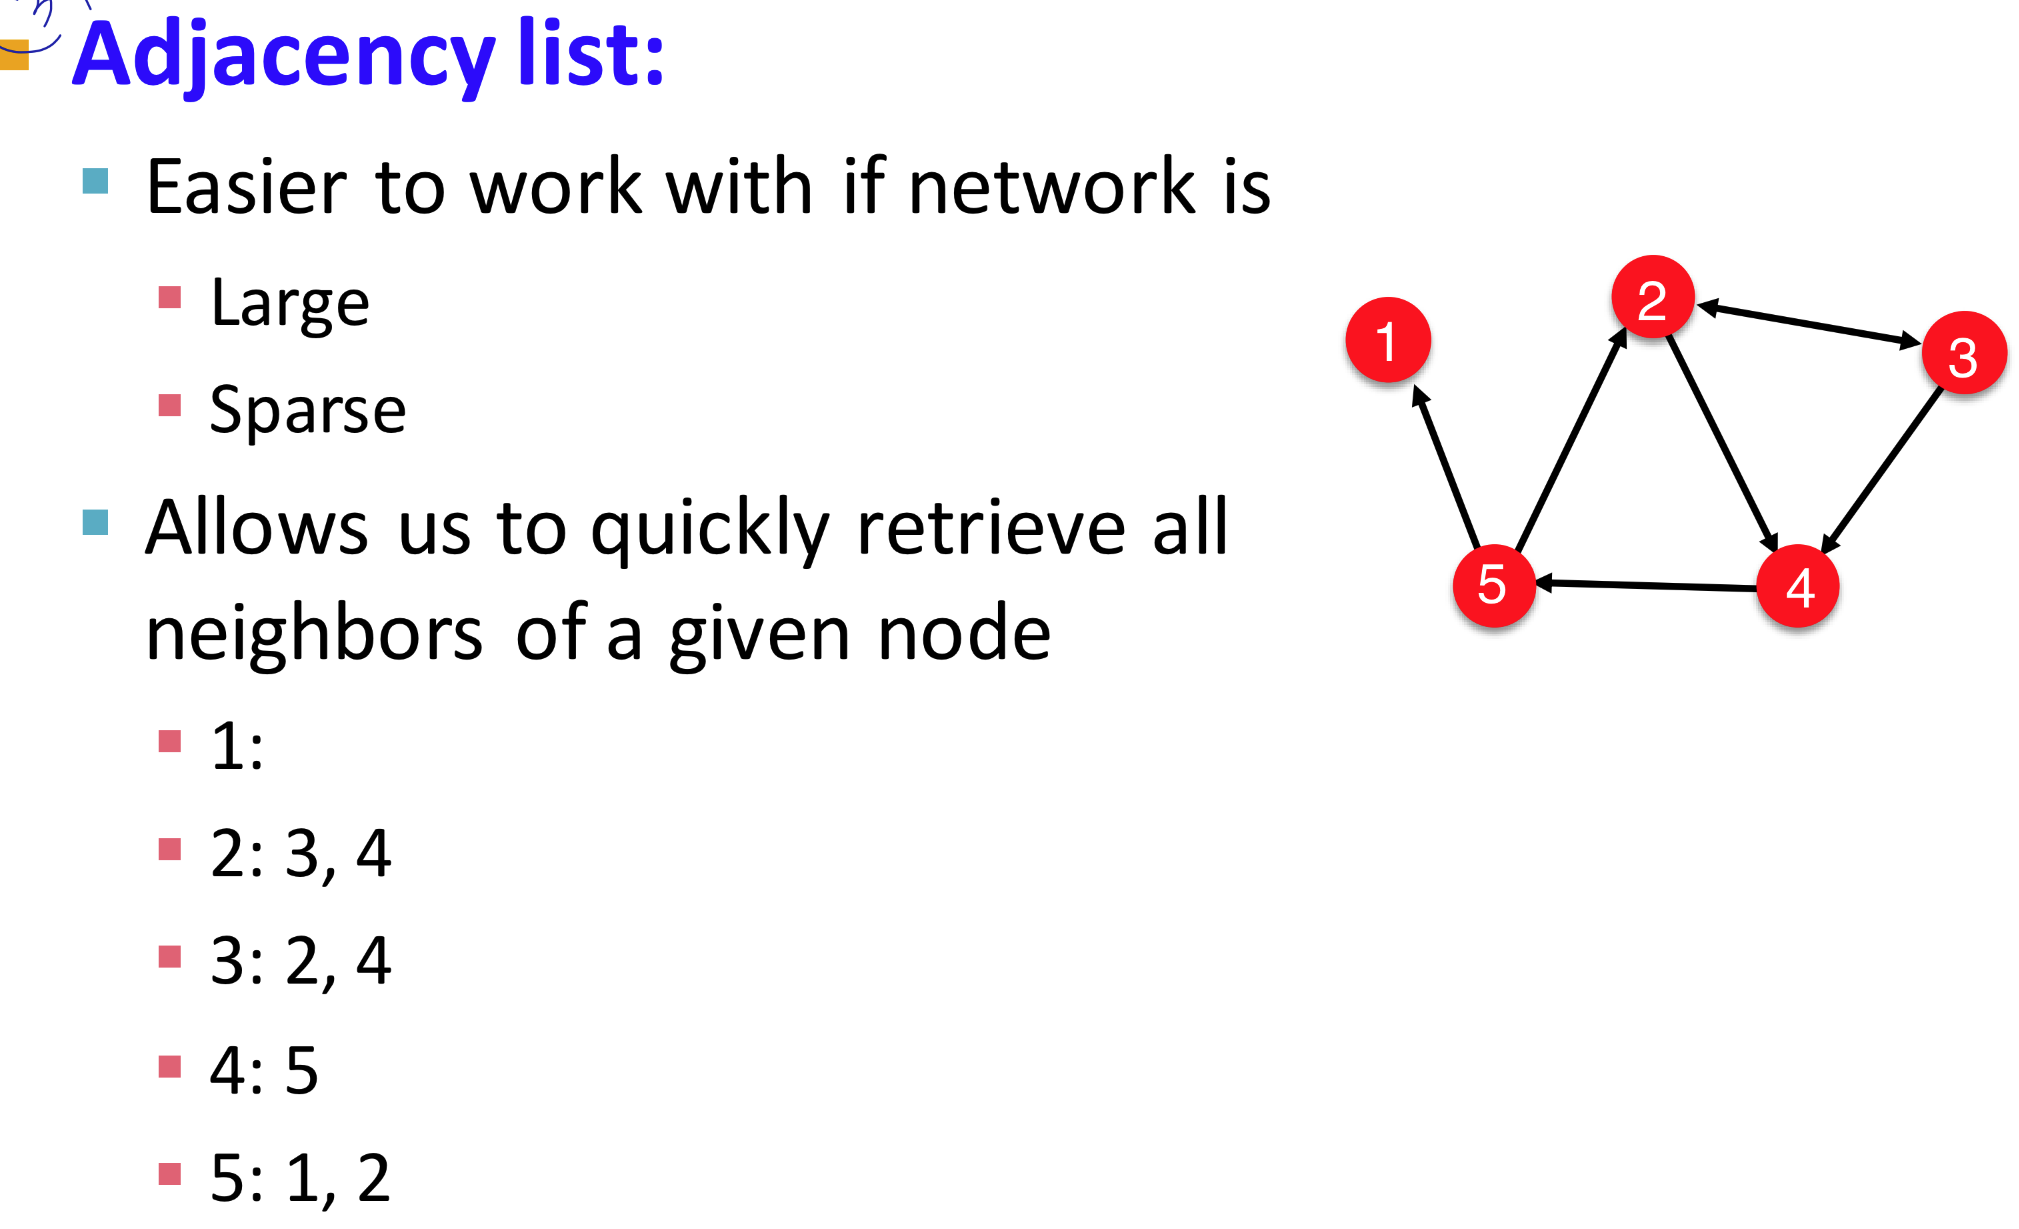 Adjacency list:
Easier to work with if network is
Large
Sparse
Allows us to quickly retrieve all
neighbors of a given node
1:
2: 3, 4
3: 2, 4
4: 5
5: 1, 2
1
2
3
5
4